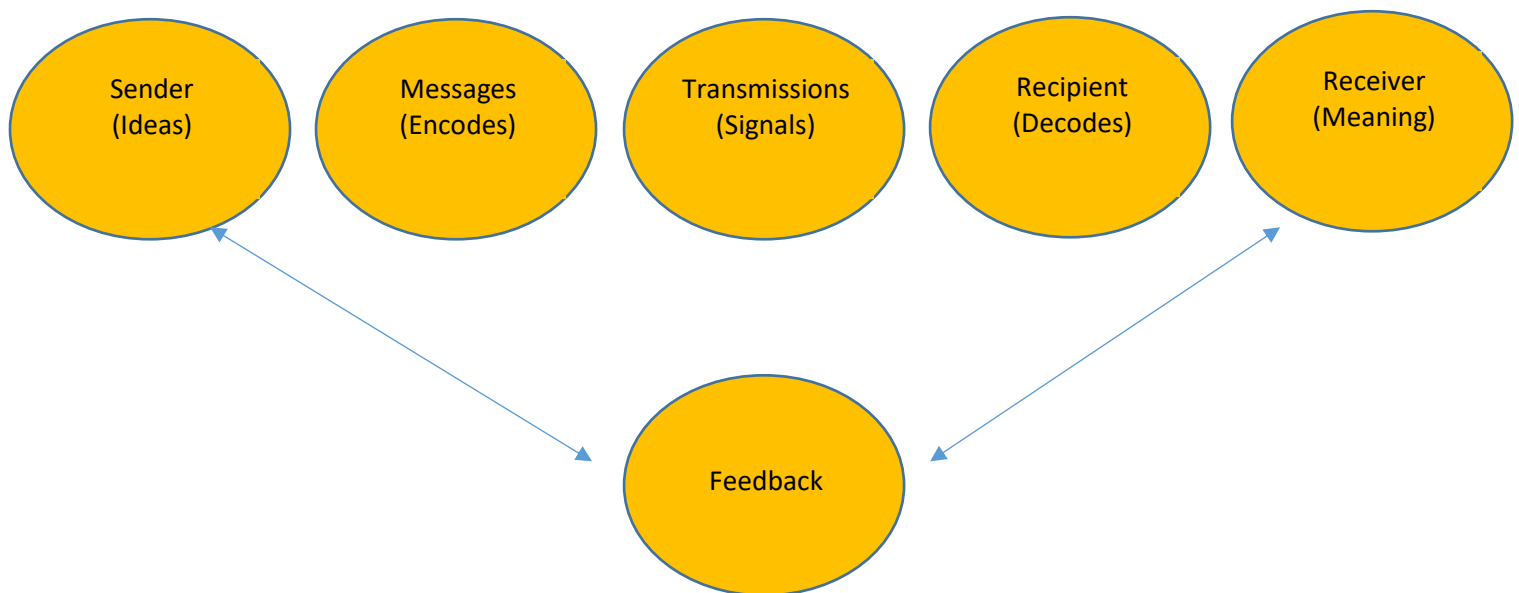 Sender
(Ideas)
Messages
(Encodes)
Transmissions
(Signals)
Recipient
(Decodes)
Receiver
(Meaning)
Feedback